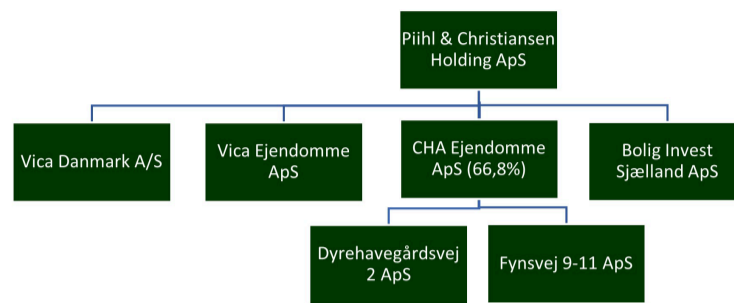 Piihl & Christiansen
Holding ApS
Vica Danmark A/S
Vica Ejendomme
ApS
CHA Ejendomme
ApS (66,8%)
Bolig Invest
Sjælland ApS
Dyrehavegårdsvej
2 ApS
Fynsvej 9-11 ApS